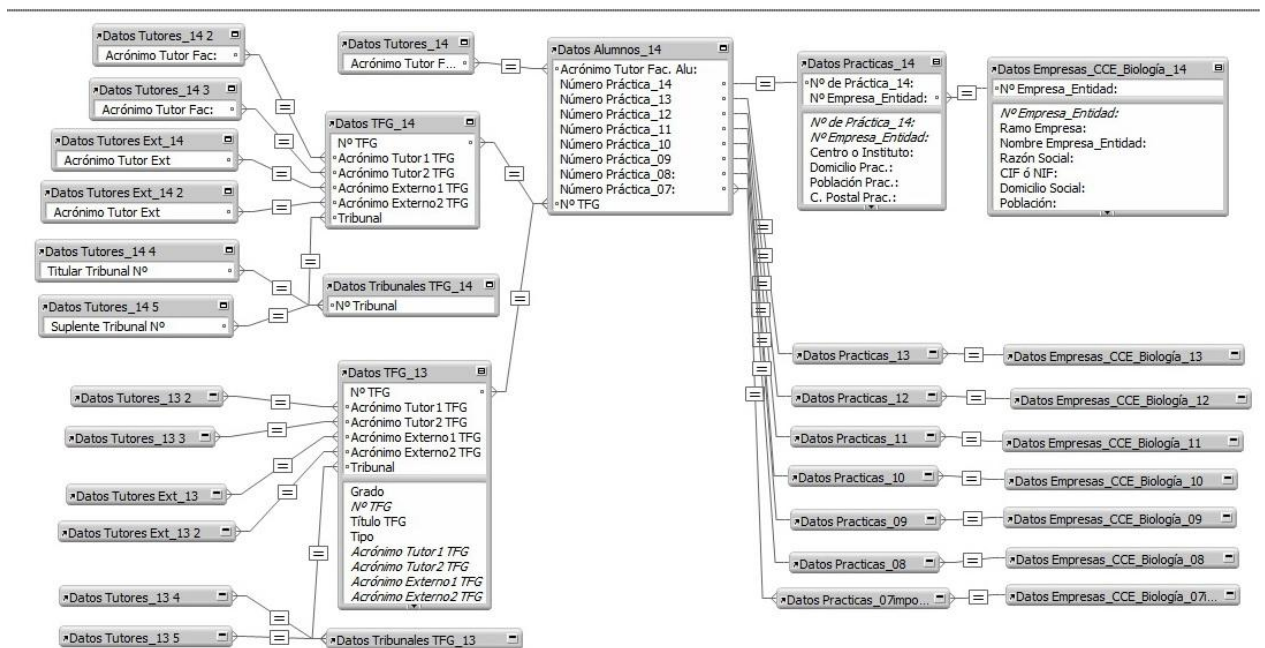 Datos Tutores_14 2
Acrónimo Tutor Fac:
Datos Tutores_14 3
Acrónimo Tutor Fac:
Datos Tutores Ext_14
Acrónimo Tutor Ext
Datos Tutores Ext_14 2
Acrónimo Tutor Ext
Datos Tutores_14 4
Titular Tribunal Nº
Datos Tutores_14 5
Suplente Tribunal Nº
Datos Tutores_14
Acrónimo Tutor F...
Datos TFG_14
Nº TFG
Acrónimo Tutor1 TFG
Acrónimo Tutor2 TFG
Acrónimo Externo1 TFG
Acrónimo Externo2 TFG
Tribunal
Datos Tribunales TFG_14
Nº Tribunal
Datos Alumnos_14
Acrónimo Tutor Fac. Alu:
Número Práctica_14
Número Práctica_13
Número Práctica_12
Número Práctica_11
Número Práctica_10
Número Práctica_09
Número Práctica_08:
Número Práctica_07:
Nº TFG
Datos Practicas_14
Nº de Práctica_14:
Nº Empresa_Entidad:
Nº de Práctica_14:
Nº Empresa_Entidad:
Centro o Instituto:
Domicilio Prac.:
Población Prac.:
C. Postal Prac.:
Datos Empresas_CCE_Biología_14
Nº Empresa_Entidad:
Nº Empresa_Entidad:
Ramo Empresa:
Nombre Empresa_Entidad:
Razón Social:
CIF ó NIF:
Domicilio Social:
Población:
Datos Tutores_13 2
Datos Tutores_13 3
Datos Tutores Ext_13
Datos Tutores Ext_13 2
Datos Tutores_13 4
Datos Tutores_13 5
Datos TFG_13
Nº TFG
Acrónimo Tutor1 TFG
Acrónimo Tutor2 TFG
Acrónimo Externo1 TFG
Acrónimo Externo2 TFG
Tribunal
Grado
Nº TFG
Título TFG
Tipo
Acrónimo Tutor1 TFG
Acrónimo Tutor2 TFG
Acrónimo Externo1 TFG
Acrónimo Externo2 TFG
Datos Tribunales TFG_13
Datos Practicas_13
Datos Empresas_CCE_Biología_13
Datos Practicas_12
Datos Empresas_CCE_Biología_12
Datos Practicas_11
Datos Empresas_CCE_Biología_11
Datos Practicas_10
Datos Empresas_CCE_Biología_10
Datos Practicas_09
Datos Empresas_CCE_Biología_09
Datos Practicas_08
Datos Empresas_CCE_Biología_08
Datos Practicas_07impo...
Datos Empresas_CCE_Biología_07i...